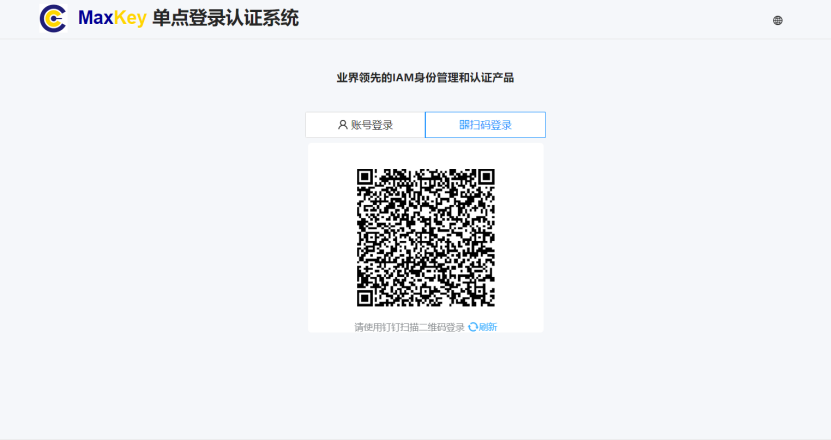 MaxKey 单点登录认证系统
业界领先的IAM身份管理和认证产品
账号登录
扫码登录
请使用钉钉扫描二维码登录 刷新